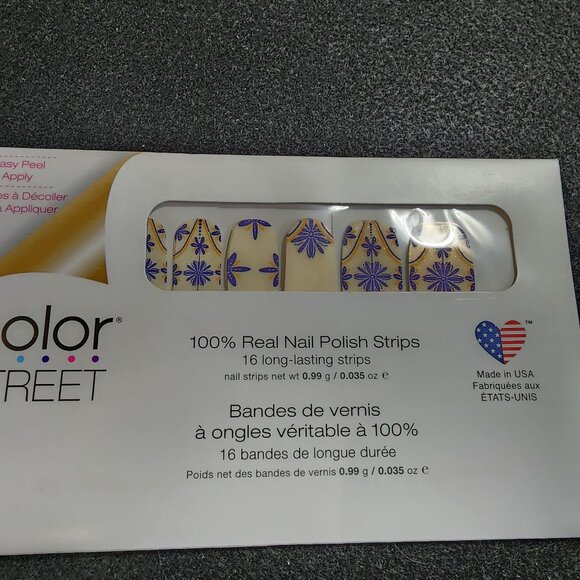 asy Peel
Apply
es à Décoller
Appliquer
olor®
TREET
100% Real Nail Polish Strips
16 long-lasting strips
nail strips net wt 0.99 g / 0.035 oz ℮
Bandes de vernis
à ongles véritable à 100%
16 bandes de longue durée
Poids net des bandes de vernis 0.99 g / 0.035 oz ℮
TM
Made in USA
Fabriquées aux
ÉTATS-UNIS